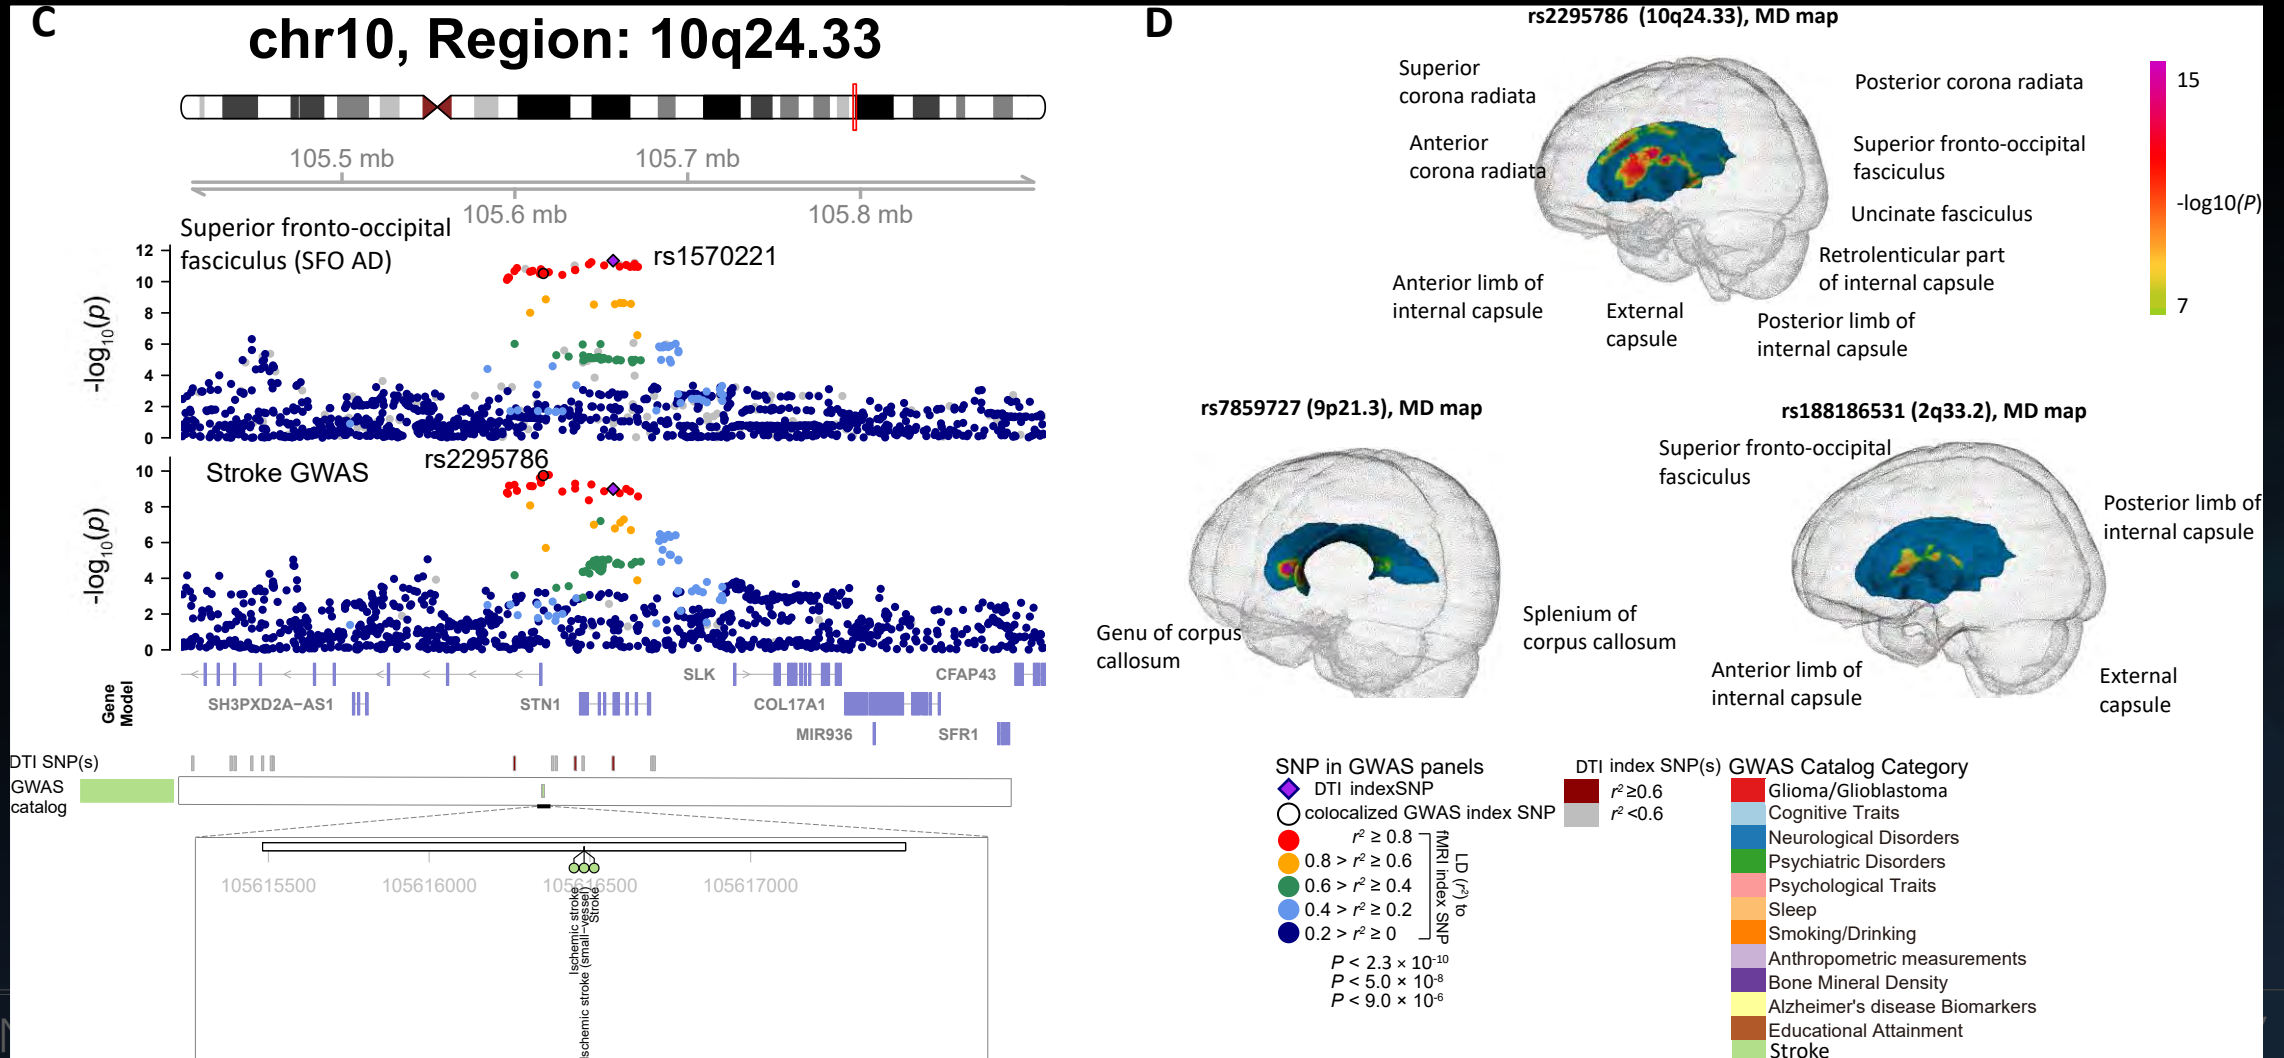 C
chr10, Region: 10q24.33
105.5 mb
105.7 mb
105.6 mb
105.8 mb
Superior fronto-occipital
fasciculus (SFO AD)
rs1570221
12
10
8
6
4
2
0
-log10(p)
Stroke GWAS
rs2295786
10
8
6
4
2
0
-log10(p)
Gene
Model
SLK
CFAP43
SH3PXD2A−AS1
STN1
COL17A1
MIR936
SFR1
DTI SNP(s)
GWAS
catalog
105615500
105616000
105616500
105617000
Ischemic stroke
Ischemic stroke (small−vessel)
Stroke
D
rs2295786 (10q24.33), MD map
Superior
corona radiata
Posterior corona radiata
Anterior
corona radiata
Superior fronto-occipital
fasciculus
Uncinate fasciculus
Retrolenticular part
of internal capsule
Anterior limb of
internal capsule
External
capsule
Posterior limb of
internal capsule
15
-log10(P)
7
rs7859727 (9p21.3), MD map
Genu of corpus
callosum
Splenium of
corpus callosum
rs188186531 (2q33.2), MD map
Superior fronto-occipital
fasciculus
Posterior limb of
internal capsule
Anterior limb of
internal capsule
External
capsule
SNP in GWAS panels
DTI indexSNP
colocalized GWAS index SNP
r² ≥ 0.8
0.8 > r² ≥ 0.6
0.6 > r² ≥ 0.4
0.4 > r² ≥ 0.2
0.2 > r² ≥ 0
LD (r²) to
fMRI index SNP
P < 2.3 × 10⁻¹⁰
P < 5.0 × 10⁻⁸
P < 9.0 × 10⁻⁶
DTI index SNP(s)
r² ≥0.6
r² <0.6
GWAS Catalog Category
Glioma/Glioblastoma
Cognitive Traits
Neurological Disorders
Psychiatric Disorders
Psychological Traits
Sleep
Smoking/Drinking
Anthropometric measurements
Bone Mineral Density
Alzheimer's disease Biomarkers
Educational Attainment
Stroke